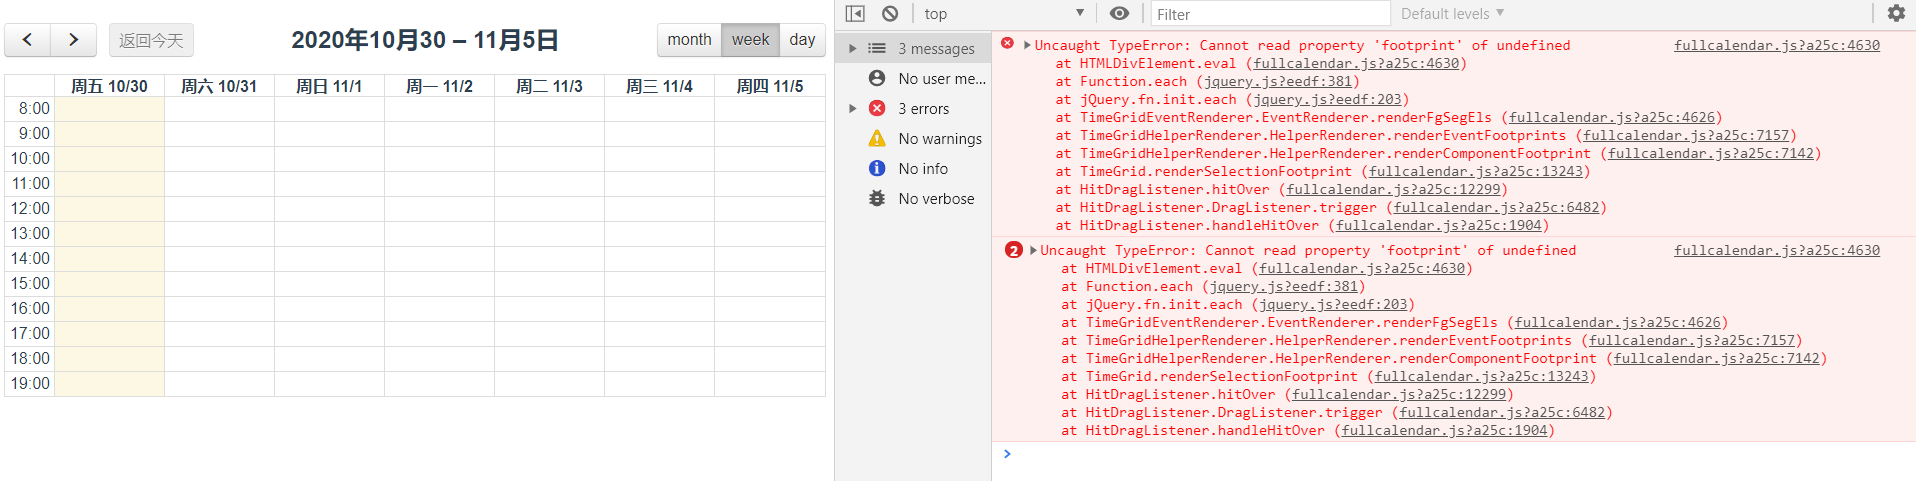 返回今天
2020年10月30 – 11月5日
month week day
周五 10/30 周六 10/31 周日 11/1 周一 11/2 周二 11/3 周三 11/4 周四 11/5
8:00
9:00
10:00
11:00
12:00
13:00
14:00
15:00
16:00
17:00
18:00
19:00
top Filter Default levels
3 messages
No user me...
3 errors
No warnings
No info
No verbose
Uncaught TypeError: Cannot read property 'footprint' of undefined fullcalendar.js?a25c:4630
at HTMLDivElement.eval (fullcalendar.js?a25c:4630)
at Function.each (jquery.js?eedf:381)
at jQuery.fn.init.each (jquery.js?eedf:203)
at TimeGridEventRenderer.EventRenderer.renderFgSegEls (fullcalendar.js?a25c:4626)
at TimeGridHelperRenderer.HelperRenderer.renderEventFootprints (fullcalendar.js?a25c:7157)
at TimeGridHelperRenderer.HelperRenderer.renderComponentFootprint (fullcalendar.js?a25c:7142)
at TimeGrid.renderSelectionFootprint (fullcalendar.js?a25c:13243)
at HitDragListener.hitOver (fullcalendar.js?a25c:12299)
at HitDragListener.DragListener.trigger (fullcalendar.js?a25c:6482)
at HitDragListener.handleHitOver (fullcalendar.js?a25c:1904)
2 Uncaught TypeError: Cannot read property 'footprint' of undefined fullcalendar.js?a25c:4630
at HTMLDivElement.eval (fullcalendar.js?a25c:4630)
at Function.each (jquery.js?eedf:381)
at jQuery.fn.init.each (jquery.js?eedf:203)
at TimeGridEventRenderer.EventRenderer.renderFgSegEls (fullcalendar.js?a25c:4626)
at TimeGridHelperRenderer.HelperRenderer.renderEventFootprints (fullcalendar.js?a25c:7157)
at TimeGridHelperRenderer.HelperRenderer.renderComponentFootprint (fullcalendar.js?a25c:7142)
at TimeGrid.renderSelectionFootprint (fullcalendar.js?a25c:13243)
at HitDragListener.hitOver (fullcalendar.js?a25c:12299)
at HitDragListener.DragListener.trigger (fullcalendar.js?a25c:6482)
at HitDragListener.handleHitOver (fullcalendar.js?a25c:1904)